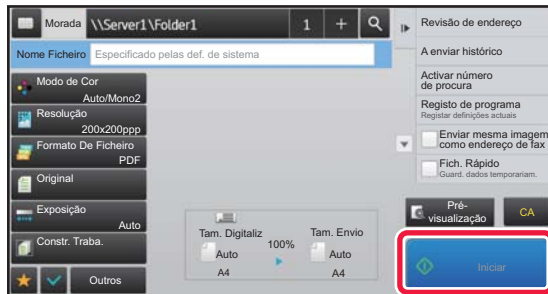 Morada
\\Server1\Folder1
1
+
Nome Ficheiro
Especificado pelas def. de sistema
Modo de Cor
Auto/Mono2
Resolução
200x200ppp
Formato De Ficheiro
PDF
Original
Exposição
Auto
Constr. Traba.
Outros
Tam. Digitaliz
100%
Tam. Envio
Auto
Auto
A4
A4
Revisão de endereço
A enviar histórico
Activar número
de procura
Registo de programa
Registar definições actuais
Enviar mesma imagem
como endereço de fax
Fich. Rápido
Guard. dados temporariam.
Pré-
visualização
CA
Iniciar